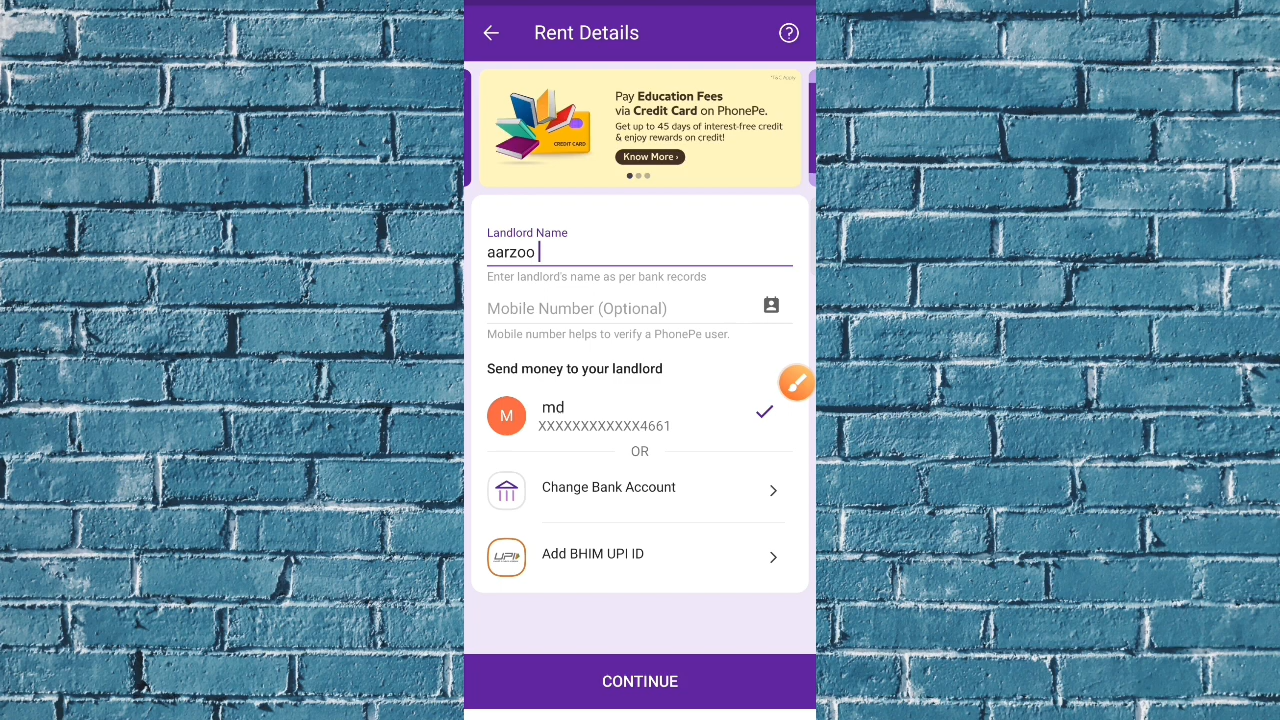 Rent Details
*T&C Apply
Pay Education Fees
via Credit Card on PhonePe.
Get up to 45 days of interest-free credit
& enjoy rewards on credit!
CREDIT CARD
Know More ›
Landlord Name
aarzoo
Enter landlord's name as per bank records
Mobile Number (Optional)
Mobile number helps to verify a PhonePe user.
Send money to your landlord
M
md
XXXXXXXXXXXX4661
OR
Change Bank Account
UPI
Add BHIM UPI ID
CONTINUE